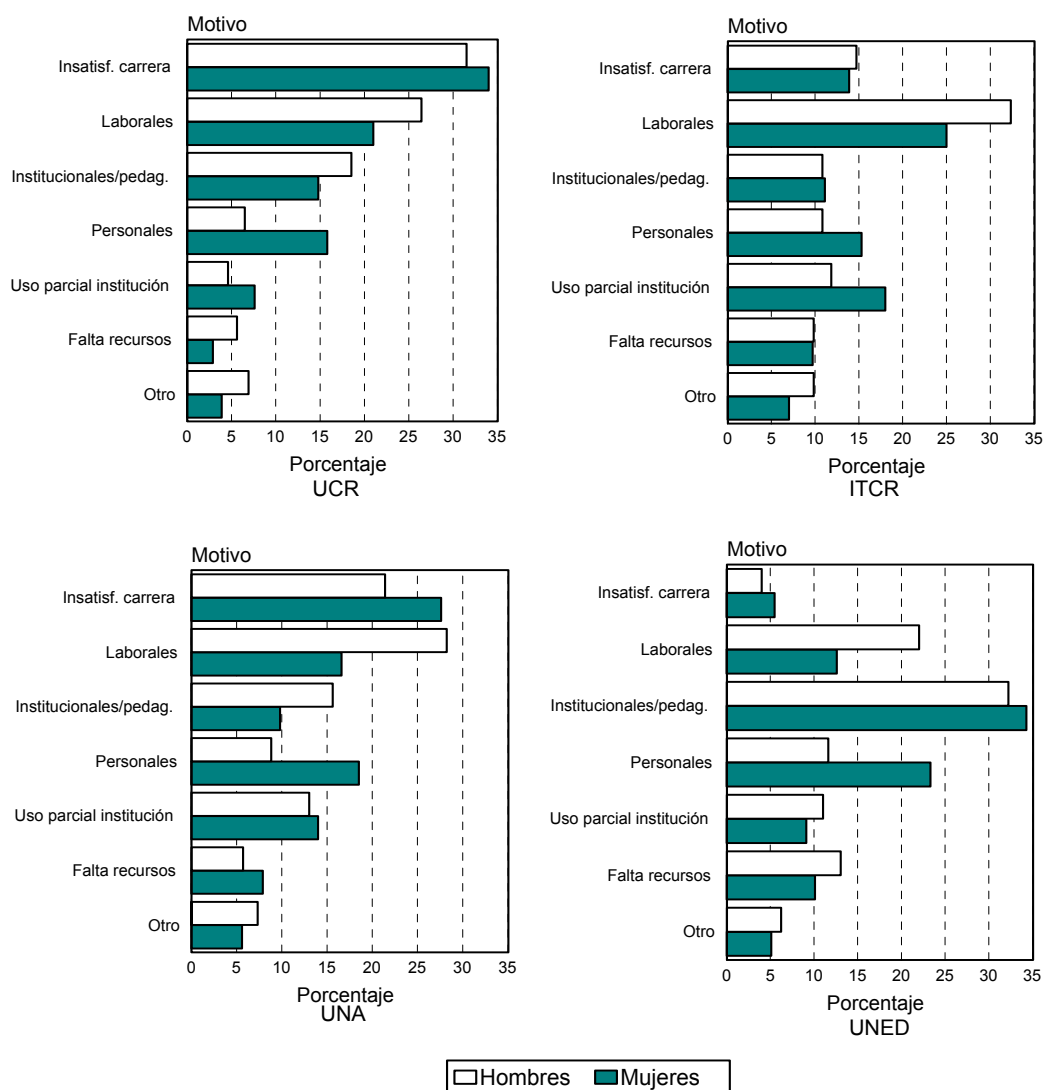 Motivo
Insatisf. carrera
Laborales
Institucionales/pedag.
Personales
Uso parcial institución
Falta recursos
Otro
0 5 10 15 20 25 30 35
Porcentaje
UCR
Motivo
Insatisf. carrera
Laborales
Institucionales/pedag.
Personales
Uso parcial institución
Falta recursos
Otro
0 5 10 15 20 25 30 35
Porcentaje
ITCR
Motivo
Insatisf. carrera
Laborales
Institucionales/pedag.
Personales
Uso parcial institución
Falta recursos
Otro
0 5 10 15 20 25 30 35
Porcentaje
UNA
Motivo
Insatisf. carrera
Laborales
Institucionales/pedag.
Personales
Uso parcial institución
Falta recursos
Otro
0 5 10 15 20 25 30 35
Porcentaje
UNED
Hombres Mujeres